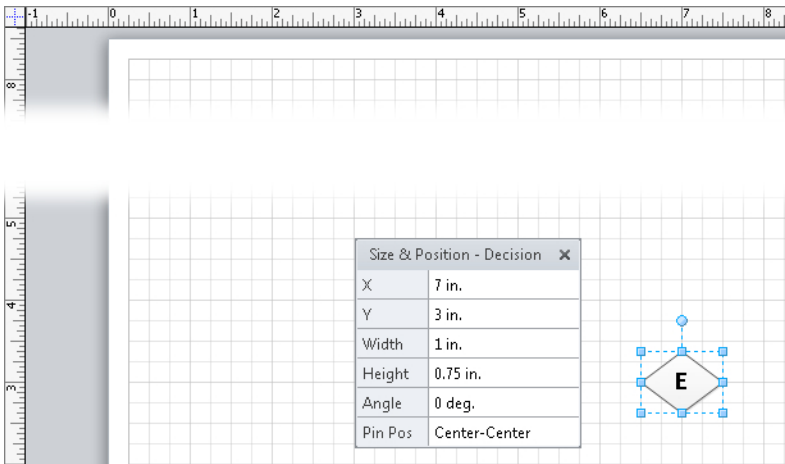 -1 0 1 2 3 4 5 6 7 8
8
5
Size & Position - Decision
X 7 in.
Y 3 in.
4
Width 1 in.
Height 0.75 in.
E
3
Angle 0 deg.
Pin Pos Center-Center